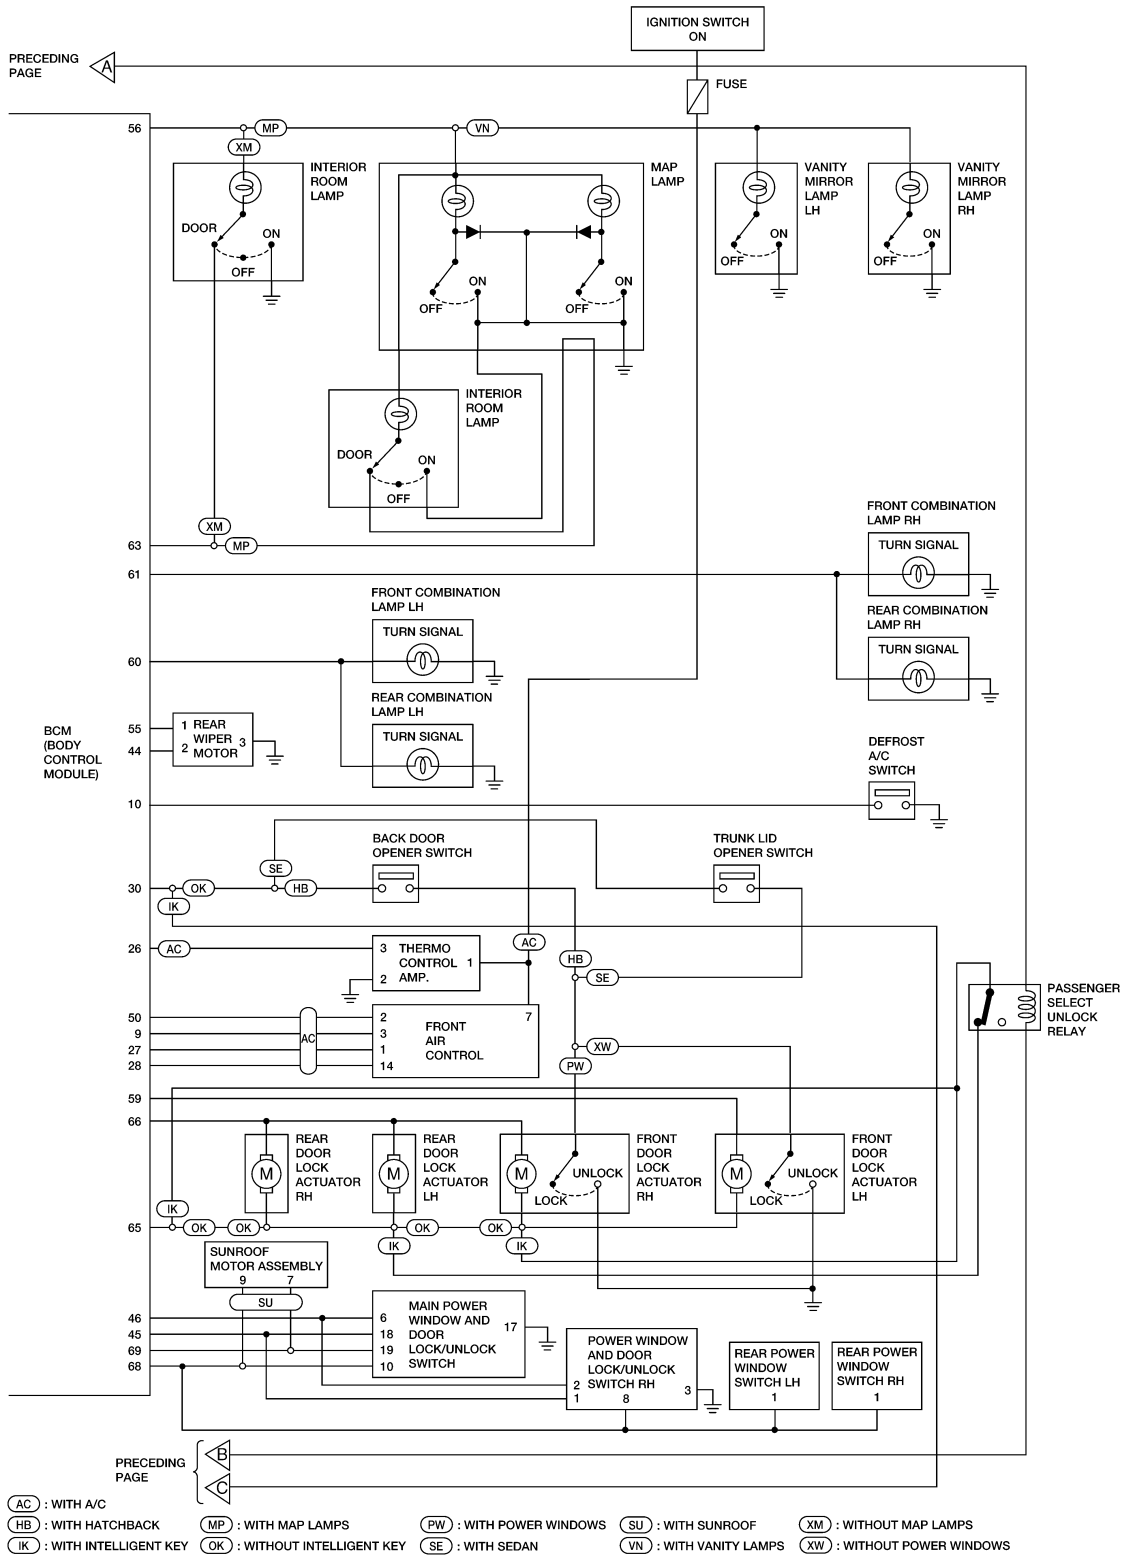 IGNITION SWITCH
ON
PRECEDING
PAGE
A
FUSE
56
MP
VN
XM
INTERIOR
ROOM
LAMP
MAP
LAMP
VANITY
MIRROR
LAMP
LH
VANITY
MIRROR
LAMP
RH
DOOR
ON
OFF
OFF
ON
OFF
ON
OFF
ON
OFF
ON
INTERIOR
ROOM
LAMP
DOOR
ON
OFF
XM
63
MP
FRONT COMBINATION
LAMP RH
TURN SIGNAL
61
FRONT COMBINATION
LAMP LH
TURN SIGNAL
REAR COMBINATION
LAMP RH
TURN SIGNAL
60
REAR COMBINATION
LAMP LH
TURN SIGNAL
BCM
(BODY
CONTROL
MODULE)
55
44
1
2
REAR
WIPER
MOTOR
3
DEFROST
A/C
SWITCH
10
BACK DOOR
OPENER SWITCH
TRUNK LID
OPENER SWITCH
SE
30
OK
HB
IK
26
AC
3
2
THERMO
CONTROL
AMP.
1
AC
HB
SE
PASSENGER
SELECT
UNLOCK
RELAY
50
9
27
28
AC
2
3
1
14
FRONT
AIR
CONTROL
7
XW
PW
59
66
M
REAR
DOOR
LOCK
ACTUATOR
RH
M
REAR
DOOR
LOCK
ACTUATOR
LH
M
UNLOCK
LOCK
FRONT
DOOR
LOCK
ACTUATOR
RH
M
UNLOCK
LOCK
FRONT
DOOR
LOCK
ACTUATOR
LH
IK
65
OK
OK
OK
OK
IK
IK
SUNROOF
MOTOR ASSEMBLY
9 7
SU
46
45
69
68
6
18
19
10
MAIN POWER
WINDOW AND
DOOR
LOCK/UNLOCK
SWITCH
17
POWER WINDOW
AND DOOR
LOCK/UNLOCK
SWITCH RH
2
1
8
3
REAR POWER
WINDOW
SWITCH LH
1
REAR POWER
WINDOW
SWITCH RH
1
PRECEDING
PAGE
B
C
AC : WITH A/C
HB : WITH HATCHBACK MP : WITH MAP LAMPS PW : WITH POWER WINDOWS SU : WITH SUNROOF XM : WITHOUT MAP LAMPS
IK : WITH INTELLIGENT KEY OK : WITHOUT INTELLIGENT KEY SE : WITH SEDAN VN : WITH VANITY LAMPS XW : WITHOUT POWER WINDOWS